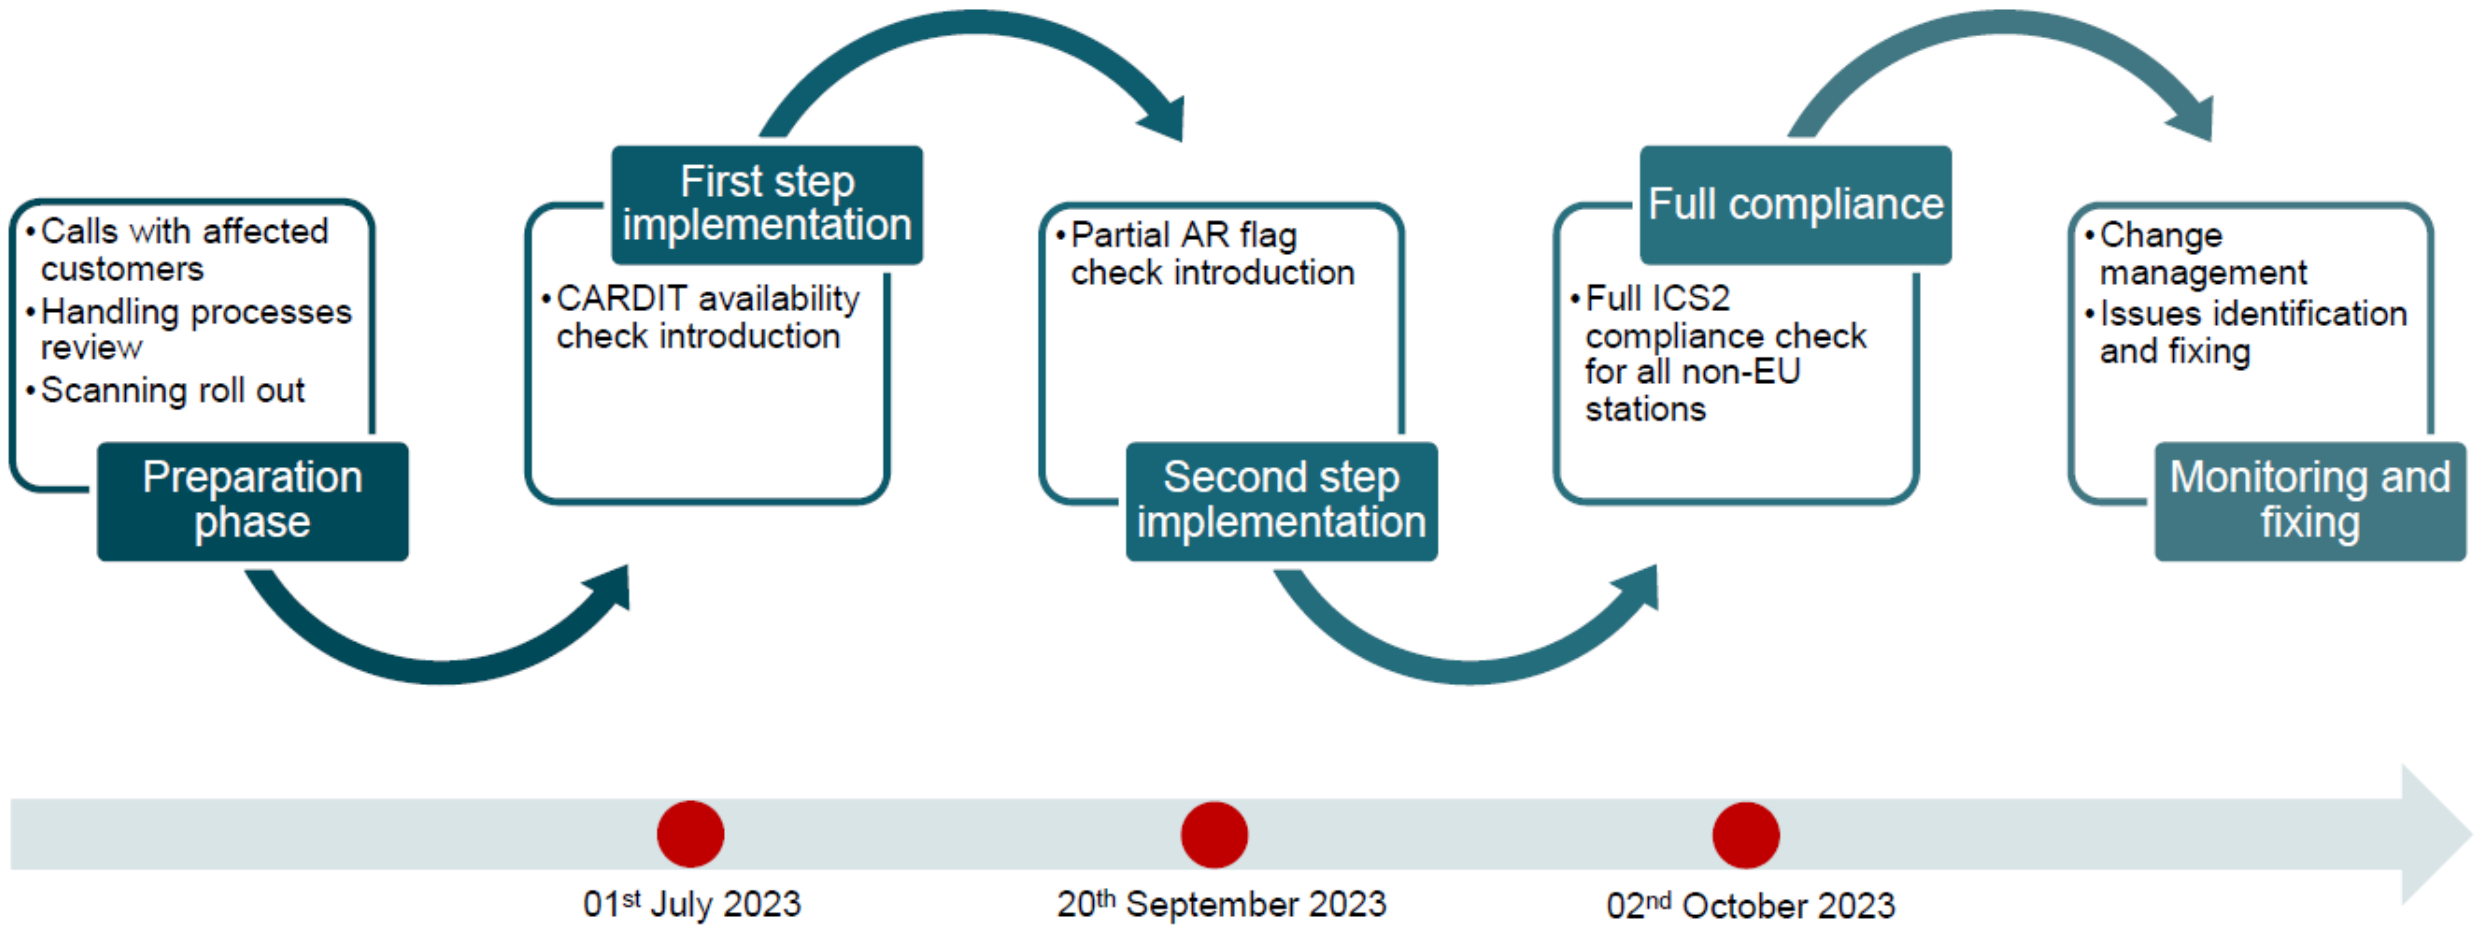 •Calls with affected
customers
•Handling processes
review
•Scanning roll out
Preparation
phase
First step
implementation
•CARDIT availability
check introduction
•Partial AR flag
check introduction
Second step
implementation
Full compliance
•Full ICS2
compliance check
for all non-EU
stations
•Change
management
•Issues identification
and fixing
Monitoring and
fixing
01st July 2023
20th September 2023
02nd October 2023